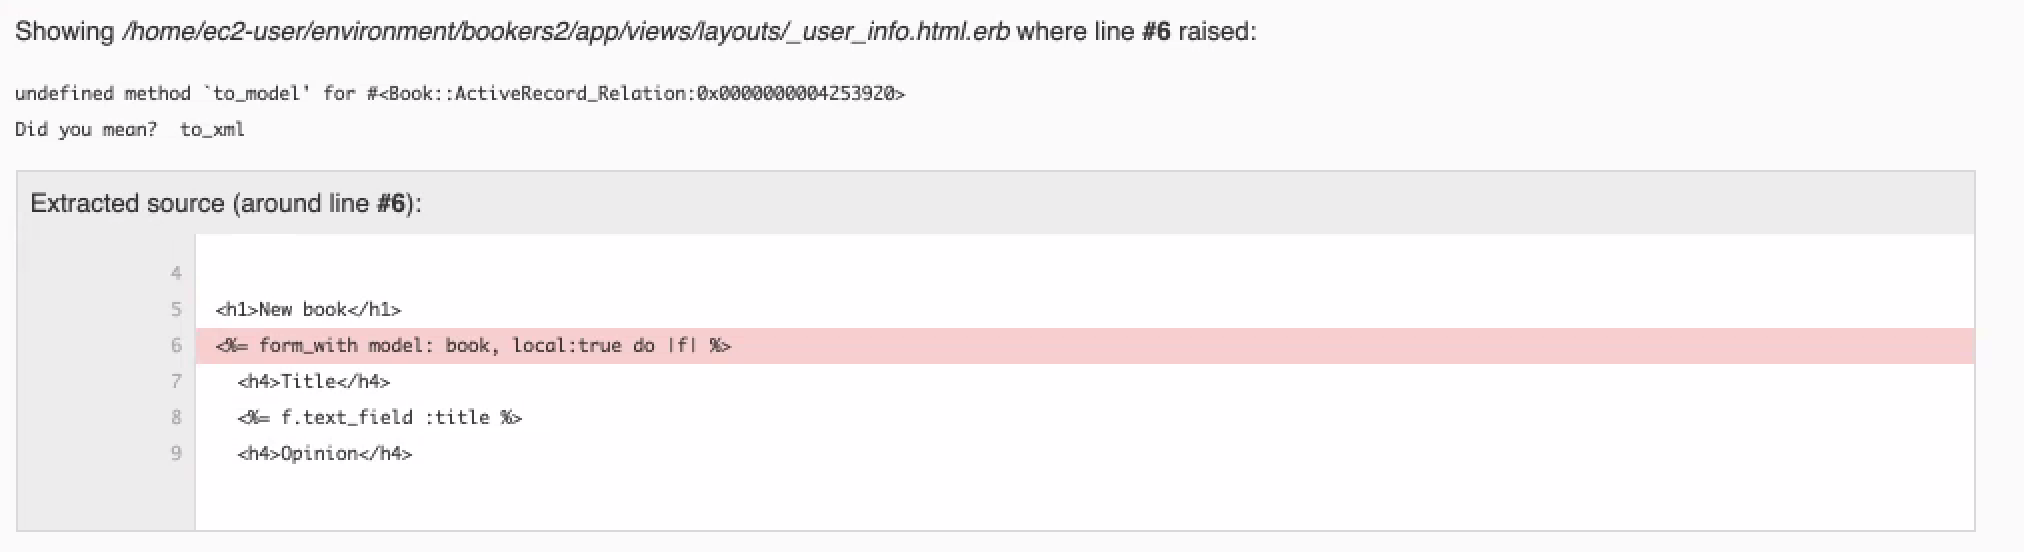 Showing /home/ec2-user/environment/bookers2/app/views/layouts/_user_info.html.erb where line #6 raised:
undefined method `to_model' for #<Book::ActiveRecord_Relation:0x0000000004253920>
Did you mean?  to_xml
Extracted source (around line #6):
4
5 <h1>New book</h1>
6 <%= form_with model: book, local:true do |f| %>
7   <h4>Title</h4>
8   <%= f.text_field :title %>
9   <h4>Opinion</h4>